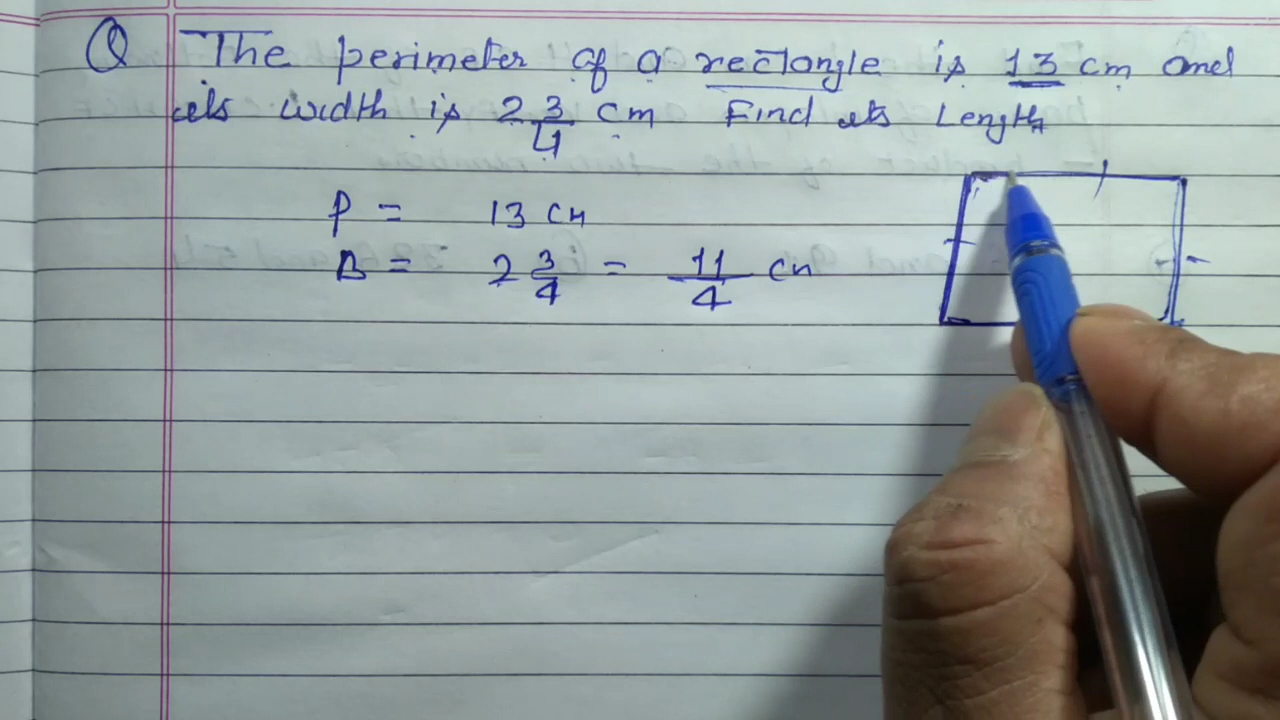 Q The perimeter of a rectangle is 13 cm and
its width is 2 3/4 cm Find its Length
P = 13 cm
B = 2 3/4 = 11/4 cm